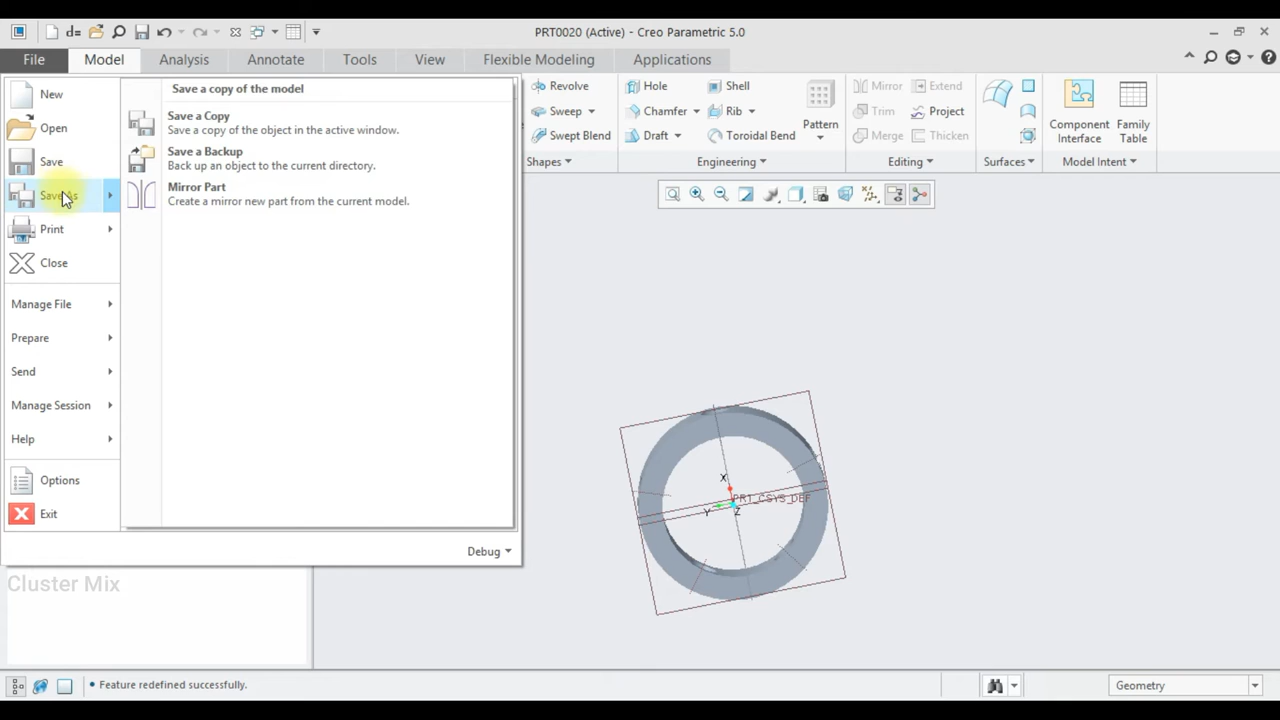 d=
PRT0020 (Active) - Creo Parametric 5.0
File Model Analysis Annotate Tools View Flexible Modeling Applications
New
Open
Save
Save As
Print
Close
Manage File
Prepare
Send
Manage Session
Help
Options
Exit
Save a copy of the model
Save a Copy
Save a copy of the object in the active window.
Save a Backup
Back up an object to the current directory.
Mirror Part
Create a mirror new part from the current model.
Debug
Revolve
Sweep
Swept Blend
Shapes
Hole
Chamfer
Draft
Shell
Rib
Toroidal Bend
Pattern
Engineering
Mirror
Trim
Merge
Extend
Project
Thicken
Editing
Surfaces
Component
Interface
Family
Table
Model Intent
X
PRT_CSYS_DEF
Y
Z
Cluster Mix
• Feature redefined successfully.
Geometry